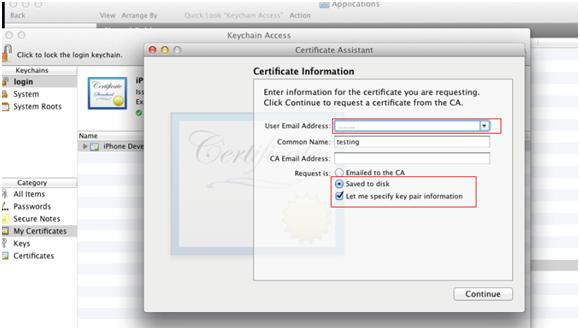 Applications
Back View Arrange By Quick Look "Keychain Access" Action
Keychain Access
Click to lock the login keychain.
Certificate Assistant
Keychains
login
System
System Roots
Certificate
Standard
iP
Iss
Ex
Name
iPhone Deve
Category
All Items
Passwords
Secure Notes
My Certificates
Keys
Certificates
Certificate Information
Enter information for the certificate you are requesting.
Click Continue to request a certificate from the CA.
User Email Address:
Common Name: testing
CA Email Address:
Request is: Emailed to the CA
Saved to disk
Let me specify key pair information
Certi
Continue